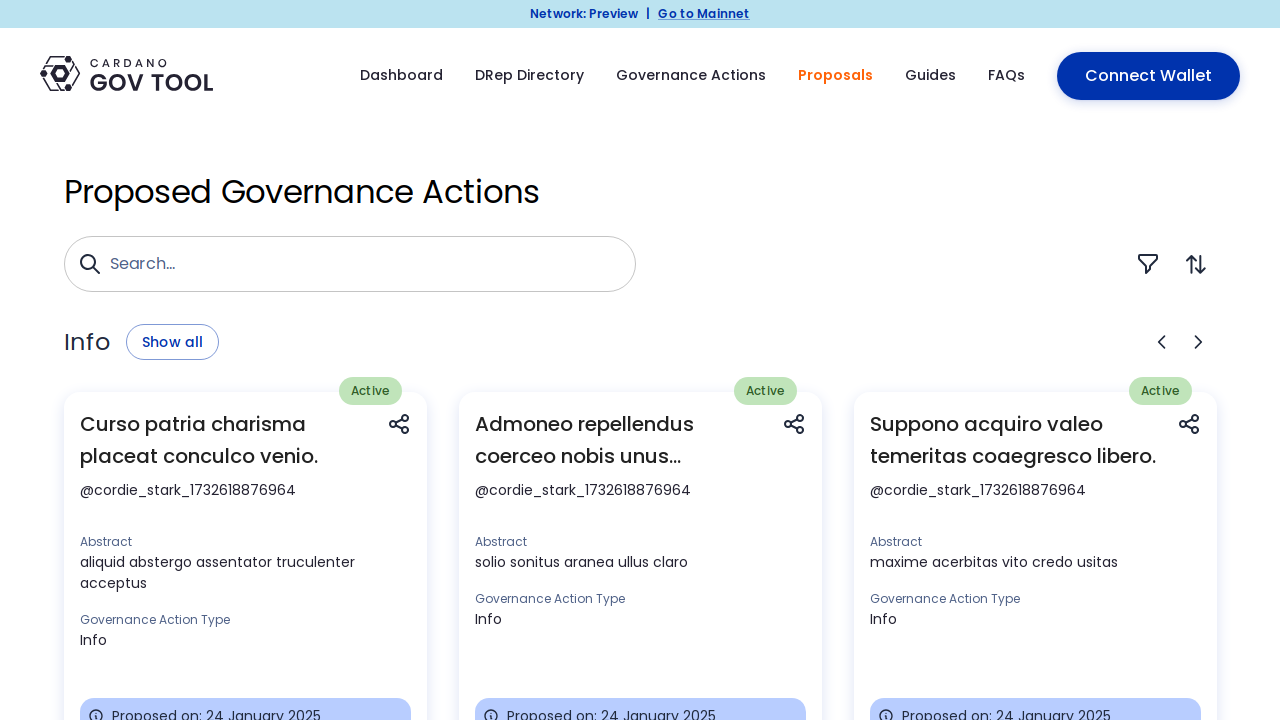 Network: Preview | Go to Mainnet
CARDANO
GOV TOOL
Dashboard
DRep Directory
Governance Actions
Proposals
Guides
FAQs
Connect Wallet
Proposed Governance Actions
Search...
Info
Show all
Active
Curso patria charisma
placeat conculco venio.
@cordie_stark_1732618876964
Abstract
aliquid abstergo assentator truculenter
acceptus
Governance Action Type
Info
Proposed on: 24 January 2025
Active
Admoneo repellendus
coerceo nobis unus...
@cordie_stark_1732618876964
Abstract
solio sonitus aranea ullus claro
Governance Action Type
Info
Proposed on: 24 January 2025
Active
Suppono acquiro valeo
temeritas coaegresco libero.
@cordie_stark_1732618876964
Abstract
maxime acerbitas vito credo usitas
Governance Action Type
Info
Proposed on: 24 January 2025